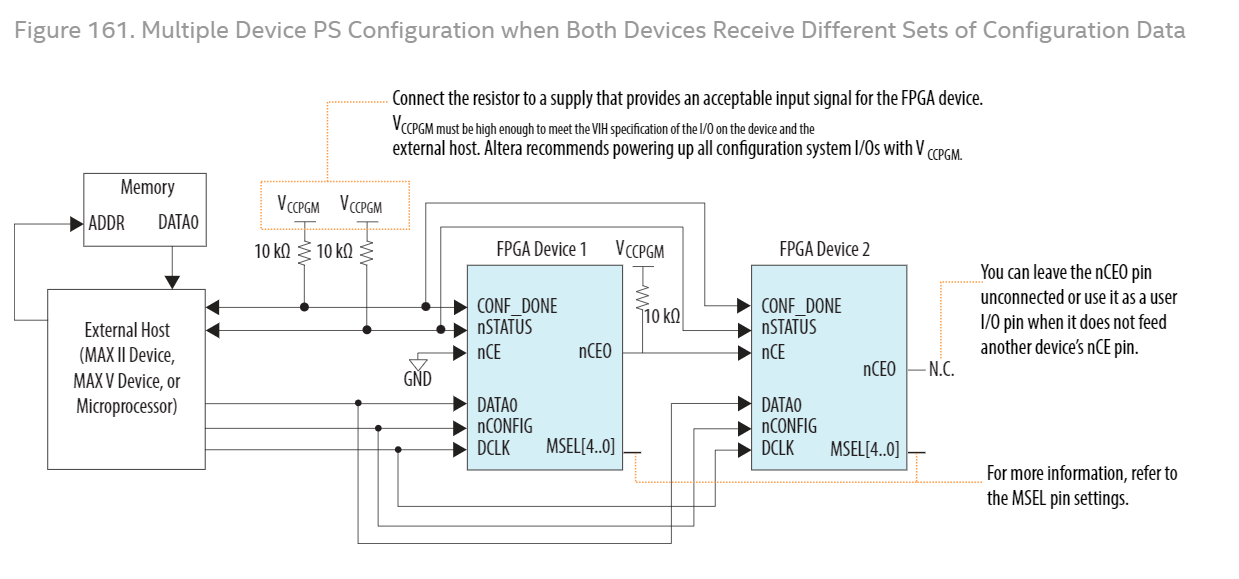 Figure 161. Multiple Device PS Configuration when Both Devices Receive Different Sets of Configuration Data
Connect the resistor to a supply that provides an acceptable input signal for the FPGA device.
VCCPGM must be high enough to meet the VIH specification of the I/O on the device and the
external host. Altera recommends powering up all configuration system I/Os with V CCPGM.
Memory
ADDR DATA0
VCCPGM VCCPGM
10 kΩ 10 kΩ
External Host
(MAX II Device,
MAX V Device, or
Microprocessor)
GND
FPGA Device 1
CONF_DONE
nSTATUS
nCE nCEO
DATA0
nCONFIG
DCLK MSEL[4..0]
VCCPGM
10 kΩ
FPGA Device 2
CONF_DONE
nSTATUS
nCE
nCEO
N.C.
DATA0
nCONFIG
DCLK MSEL[4..0]
You can leave the nCEO pin
unconnected or use it as a user
I/O pin when it does not feed
another device's nCE pin.
For more information, refer to
the MSEL pin settings.